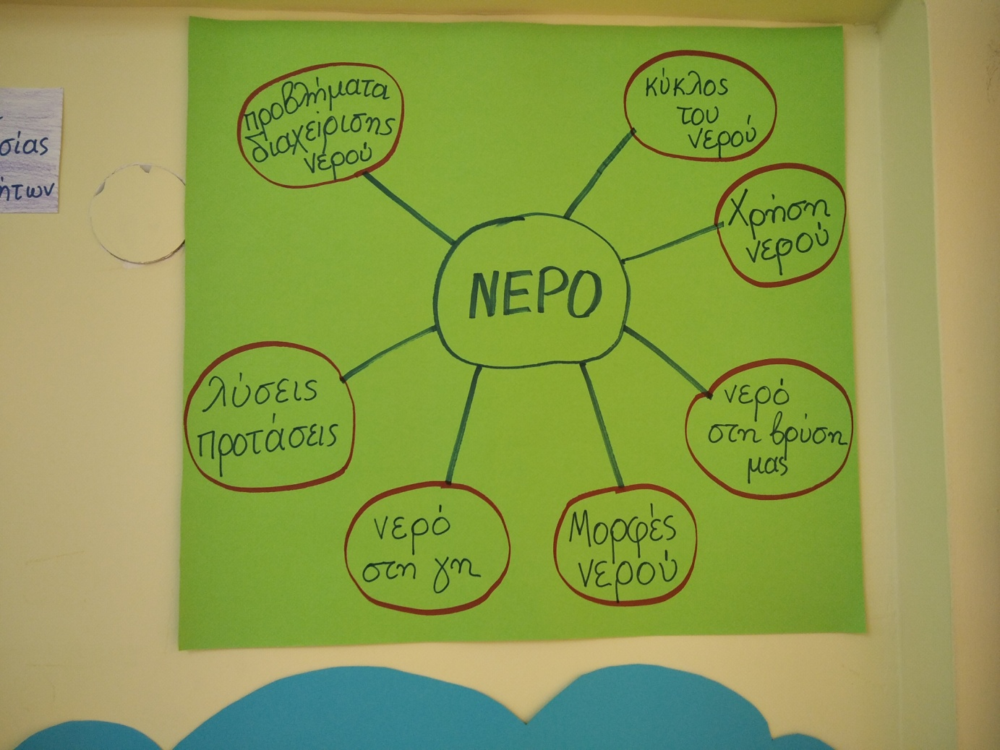 σίας
ήτων
προβλήματα
διαχείρισης
νερού
κύκλος
του
νερού
Χρήση
νερού
ΝΕΡΟ
λύσεις
προτάσεις
νερό
στη βρύση
μας
νερό
στη γη
Μορφές
νερού